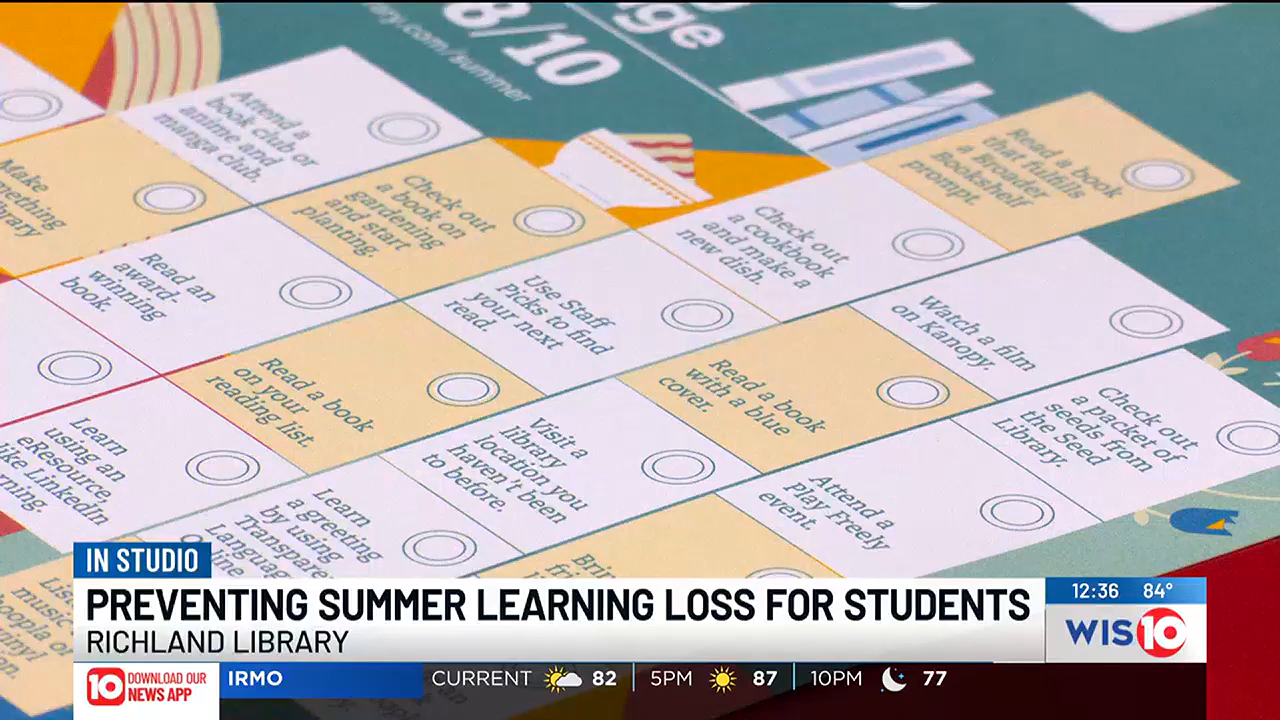 8/10
Attend a
book club or
anime and
manga club.
Check out
a book on
gardening
and start
planting.
Make
Read an
award-
winning
book.
Read a book
that fulfills
a Broader
Bookshelf
prompt.
Check out
a cookbook
and make a
new dish.
Use Staff
Picks to find
your next
read.
Read a book
on your
reading list.
Watch a film
on Kanopy.
Read a book
with a blue
cover.
Visit a
library
location you
haven't been
to before.
Learn
using an
eResource
like LinkedIn
Check out
a packet of
seeds from
the Seed
Library.
Attend a
Play Freely
event.
Learn
a greeting
by using
IN STUDIO
PREVENTING SUMMER LEARNING LOSS FOR STUDENTS
RICHLAND LIBRARY
12:36 84°
WIS10
10 DOWNLOAD OUR
NEWS APP
IRMO
CURRENT 82 5PM 87 10PM 77